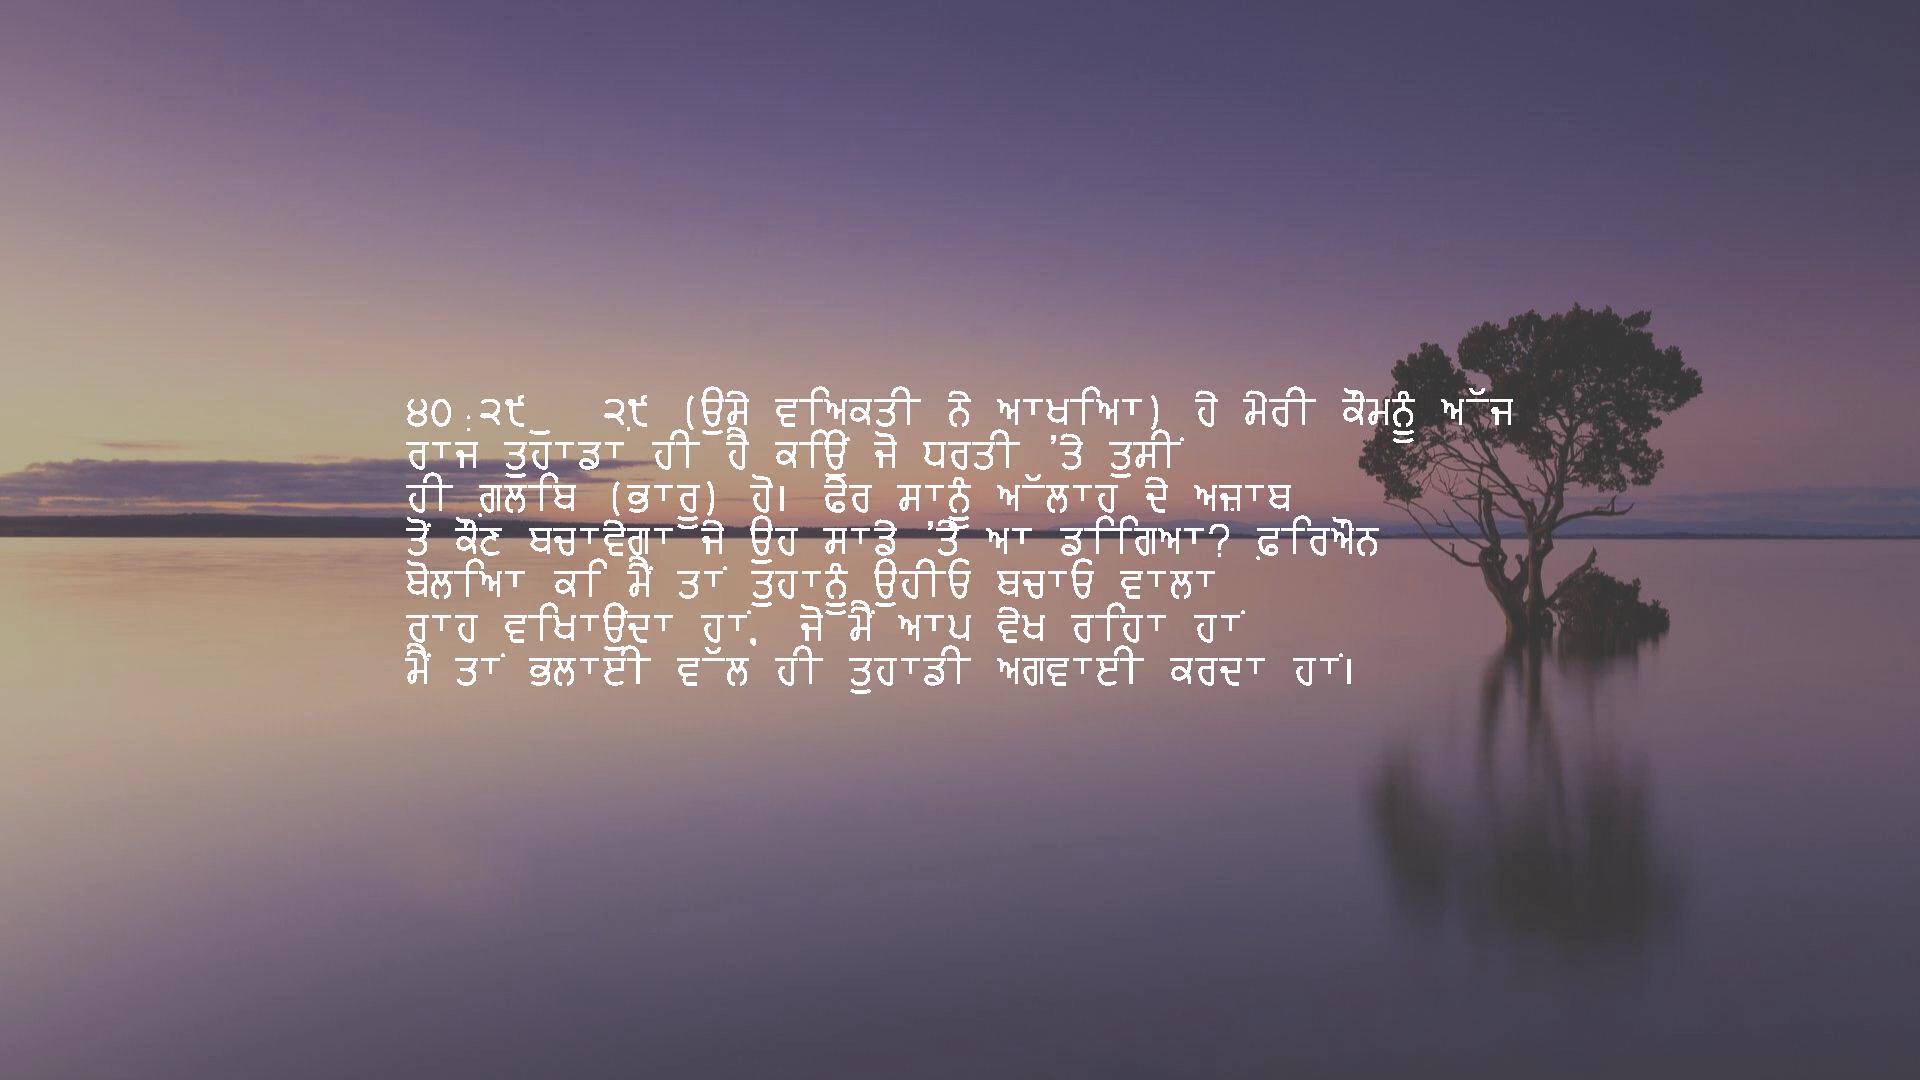 ੪੦:੨੯ ੨੯ (ਉਸੇ ਵਿਅਕਤੀ ਨੇ ਆਖਿਆ) ਹੇ ਮੇਰੀ ਕੌਮਨੂੰ ਅੱਜ
ਰਾਜ ਤੁਹਾਡਾ ਹੀ ਹੈ ਕਿਉਂ ਜੋ ਧਰਤੀ ’ਤੇ ਤੁਸੀਂ
ਹੀ ਗ਼ਲਬਿ (ਭਾਰੂ) ਹੋ। ਫੇਰ ਸਾਨੂੰ ਅੱਲਾਹ ਦੇ ਅਜ਼ਾਬ
ਤੋਂ ਕੌਣ ਬਚਾਵੇਗ੍ਰਾ ਜੇ ਉਹ ਸਾਡੇ ’ਤੇ ਆ ਡਿੱਗਿਆ? ਫ਼ਰਿਔਨ
ਬੋਲਿਆ ਕਿ ਮੈਂ ਤਾਂ ਤੁਹਾਨੂੰ ਉਹੀਓ ਬਚਾਓ ਵਾਲਾ
ਰਾਹ ਵਿਖਾਉਂਦਾ ਹਾਂ, ਜੋ ਮੈਂ ਆਪ ਵੇਖ ਰਹਿਾ ਹਾਂ
ਮੈਂ ਤਾਂ ਭਲਾਈ ਵੱਲ ਹੀ ਤੁਹਾਡੀ ਅਗਵਾਈ ਕਰਦਾ ਹਾਂ।